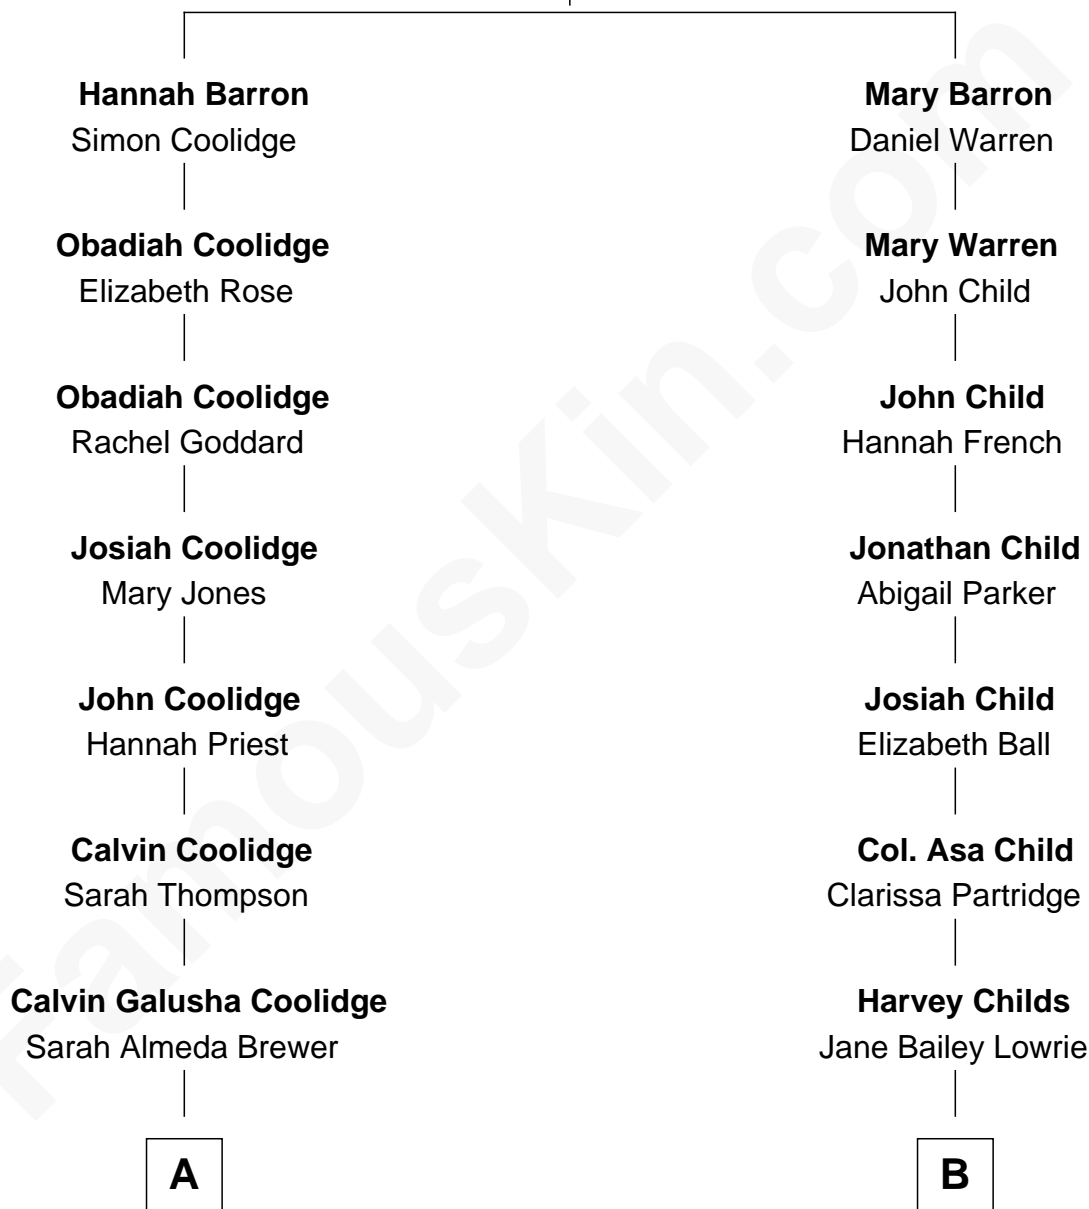 Hannah Barron
Simon Coolidge
Obadiah Coolidge
Elizabeth Rose
Obadiah Coolidge
Rachel Goddard
Josiah Coolidge
Mary Jones
John Coolidge
Hannah Priest
Calvin Coolidge
Sarah Thompson
Calvin Galusha Coolidge
Sarah Almeda Brewer
A
Mary Barron
Daniel Warren
Mary Warren
John Child
John Child
Hannah French
Jonathan Child
Abigail Parker
Josiah Child
Elizabeth Ball
Col. Asa Child
Clarissa Partridge
Harvey Childs
Jane Bailey Lowrie
B
FamousKin.com